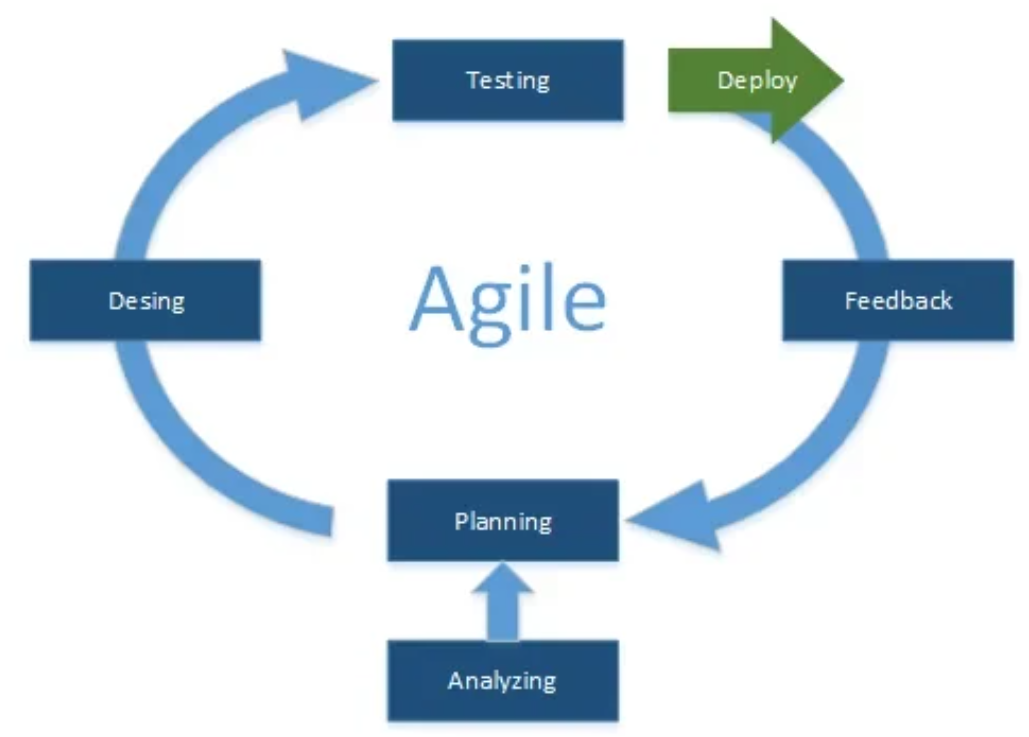 Testing
Deploy
Desing
Agile
Feedback
Planning
Analyzing